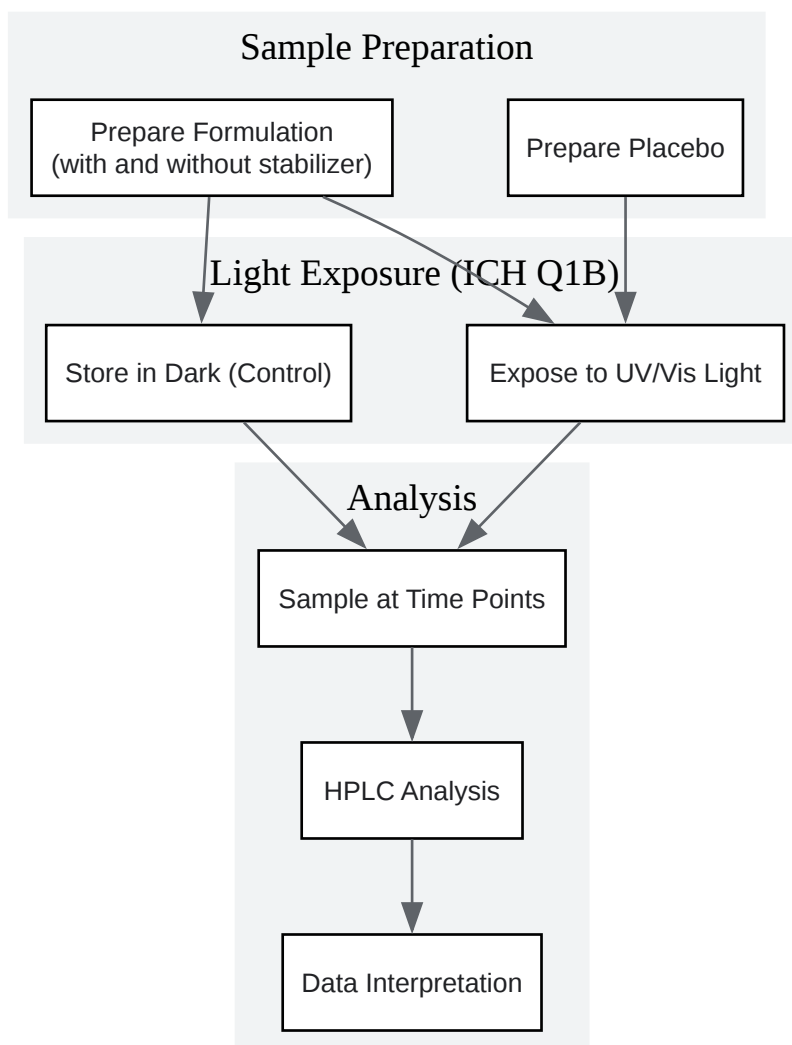 Sample Preparation
Prepare Formulation
(with and without stabilizer)
Prepare Placebo
Light Exposure (ICH Q1B)
Store in Dark (Control)
Expose to UV/Vis Light
Analysis
Sample at Time Points
HPLC Analysis
Data Interpretation